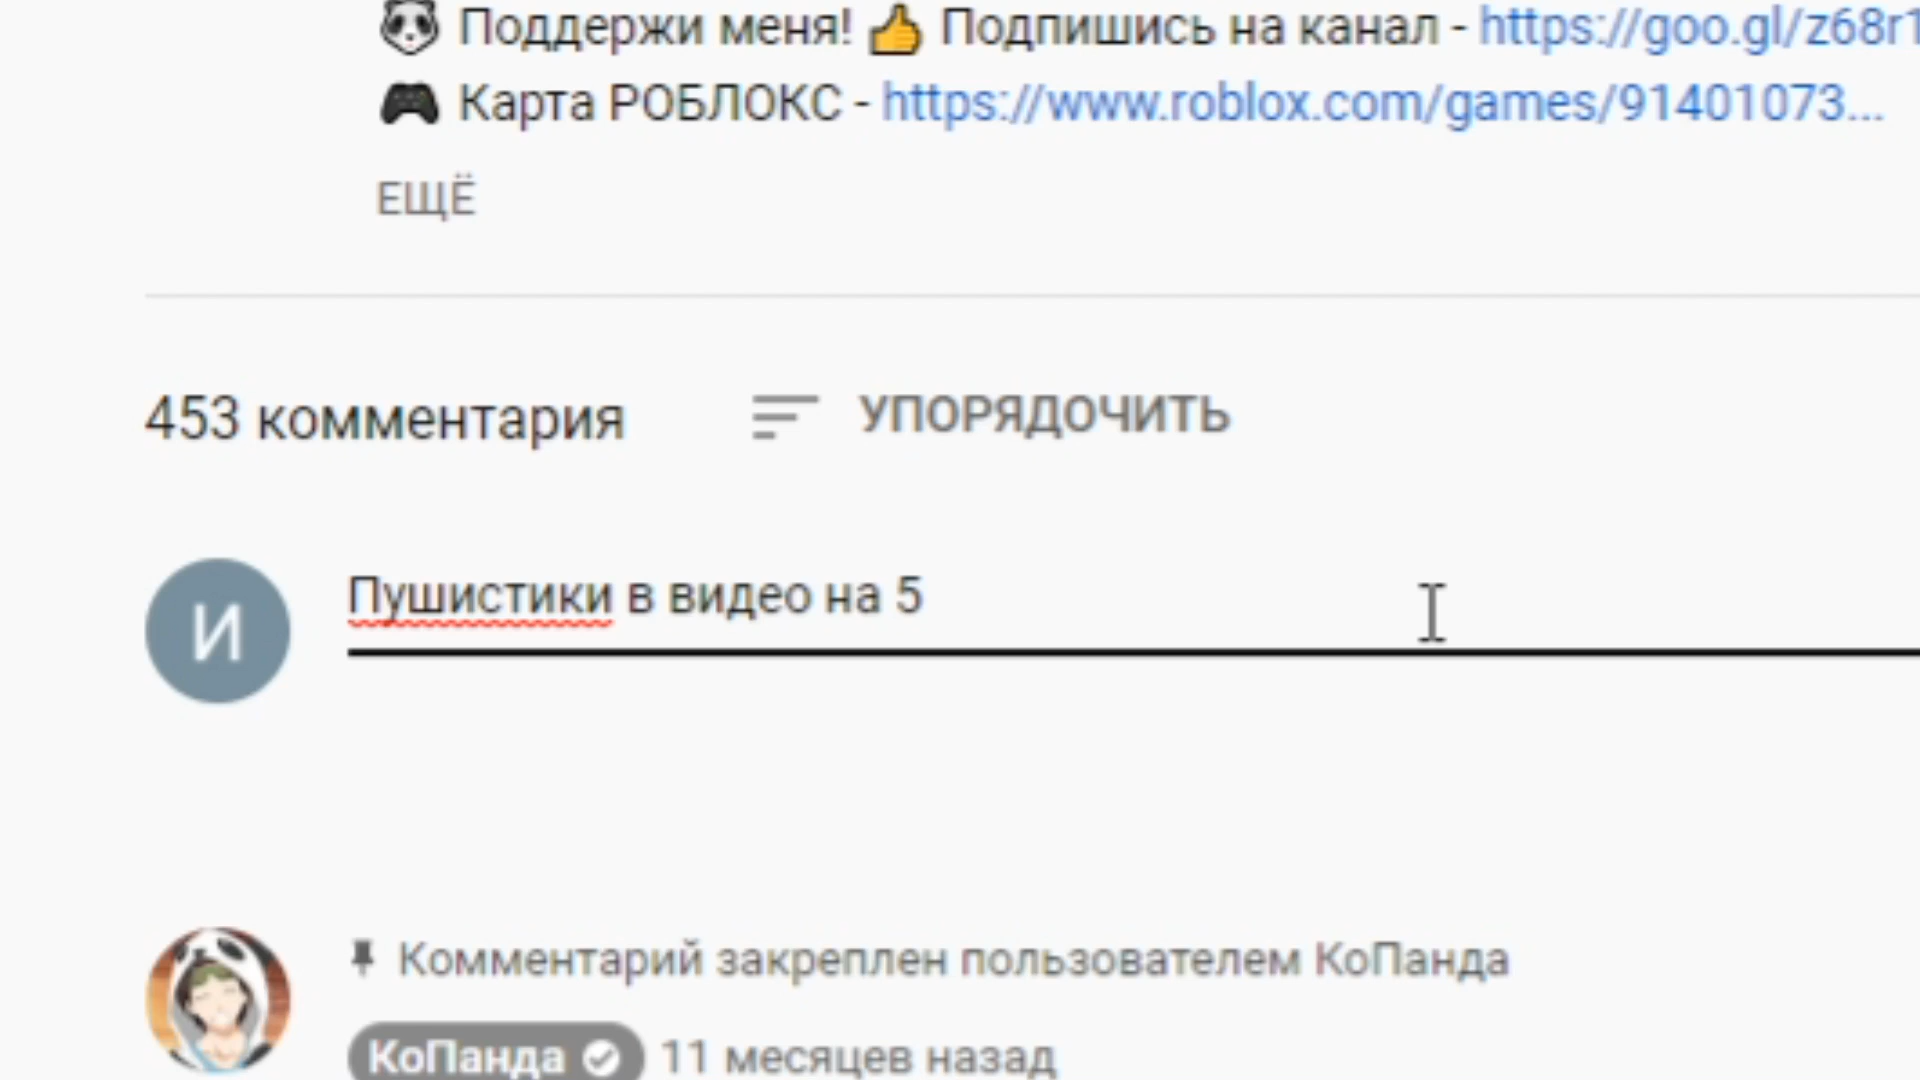 🐼 Поддержи меня! 👍 Подпишись на канал - https://goo.gl/z68r1
🎮 Карта РОБЛОКС - https://www.roblox.com/games/91401073...
ЕЩЁ
453 комментария УПОРЯДОЧИТЬ
И
Пушистики в видео на 5
Комментарий закреплен пользователем КоПанда
КоПанда 11 месяцев назад